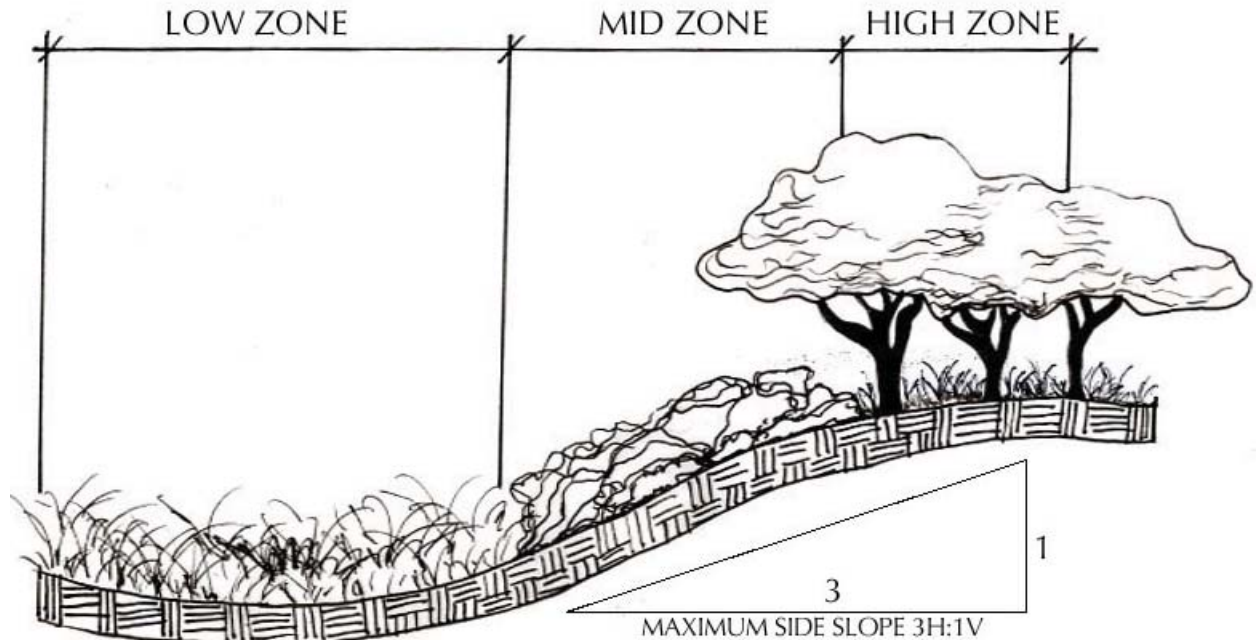 LOW ZONE
MID ZONE
HIGH ZONE
1
3
MAXIMUM SIDE SLOPE 3H:1V